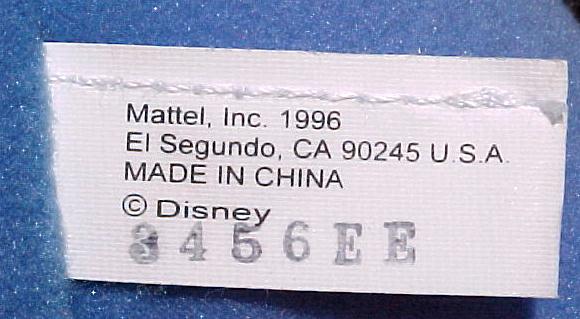 Mattel, Inc. 1996
El Segundo, CA 90245 U.S.A.
MADE IN CHINA
© Disney
3456EE